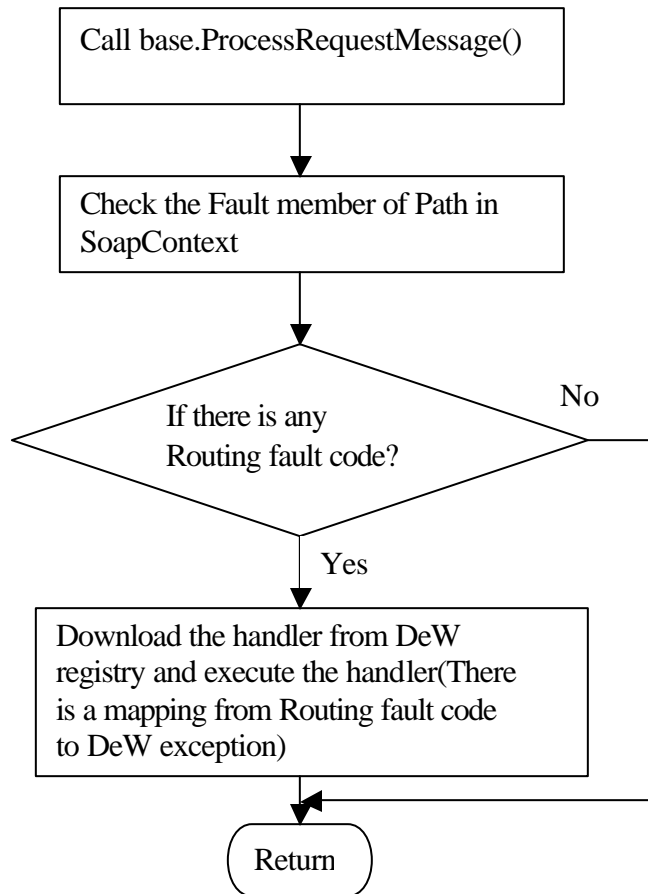 Call base.ProcessRequestMessage()
Check the Fault member of Path in
SoapContext
No
If there is any
Routing fault code?
Yes
Download the handler from DeW
registry and execute the handler(There
is a mapping from Routing fault code
to DeW exception)
Return